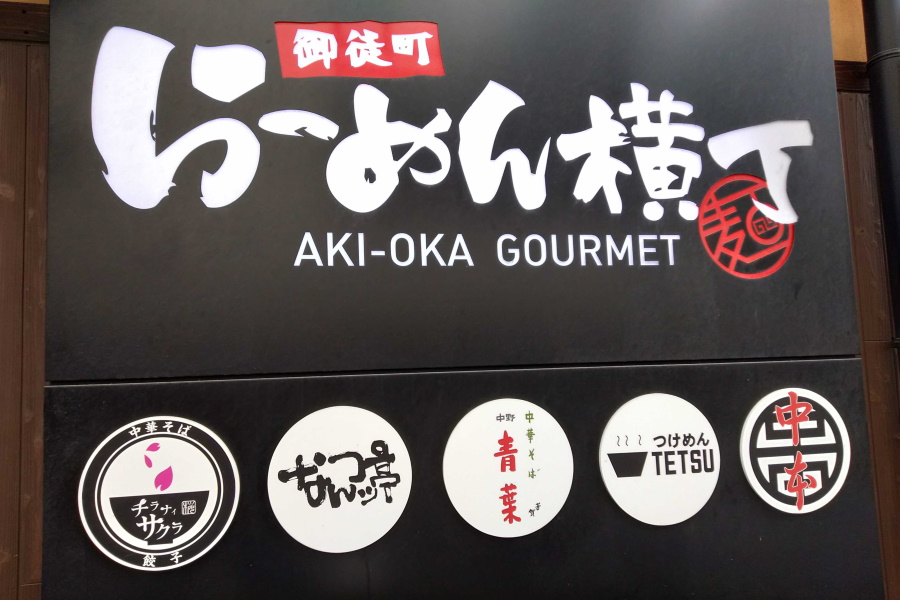 御徒町
らーめん横丁
麺
AKI-OKA GOURMET
中華そば
チラナイ
サクラ
餃子
なんつッ亭
中華そば
中野
青葉
つけめん
TETSU
中本